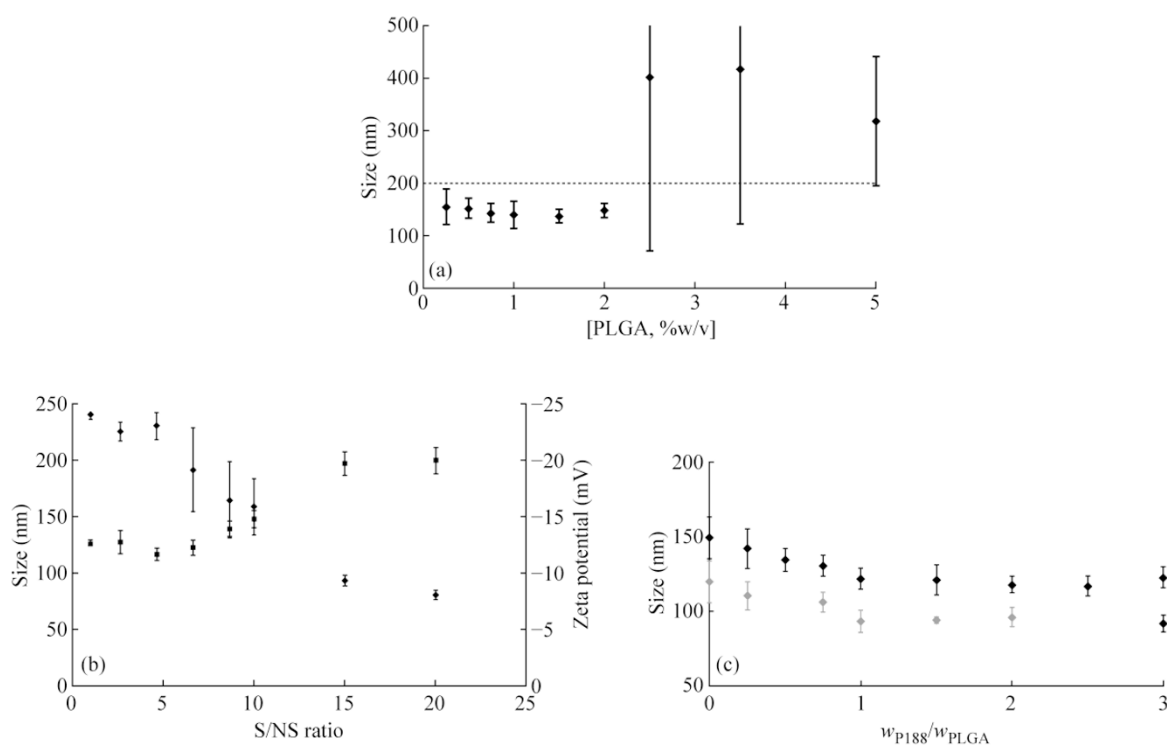 500
400
300
200
100
0
Size (nm)
(a)
0 1 2 3 4 5
[PLGA, %w/v]
250
200
150
100
50
0
Size (nm)
−25
−20
−15
−10
−5
0
Zeta potential (mV)
(b)
0 5 10 15 20 25
S/NS ratio
200
150
100
50
Size (nm)
(c)
0 1 2 3
wP188/wPLGA